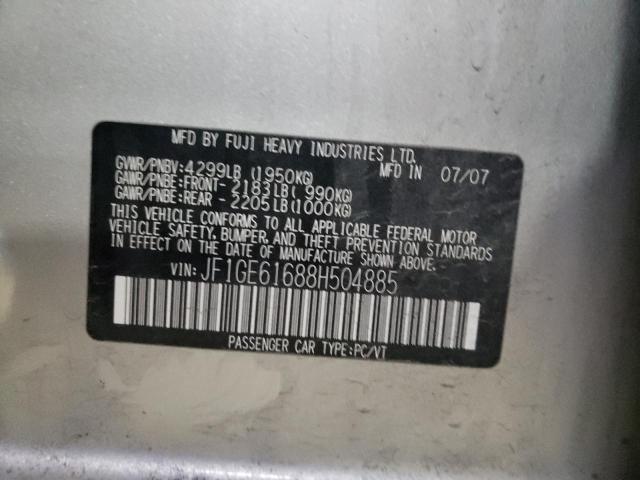 MFD BY FUJI HEAVY INDUSTRIES LTD.
GVWR/PNBV:4299LB (1950KG) MFD IN 07/07
GAWR/PNBE:FRONT-2183LB( 990KG)
GAWR/PNBE:REAR - 2205LB(1000KG)
THIS VEHICLE CONFORMS TO ALL APPLICABLE FEDERAL MOTOR
VEHICLE SAFETY, BUMPER, AND THEFT PREVENTION STANDARDS
IN EFFECT ON THE DATE OF MANUFACTURE SHOWN ABOVE.
VIN: JF1GE61688H504885
PASSENGER CAR TYPE:PC/VT